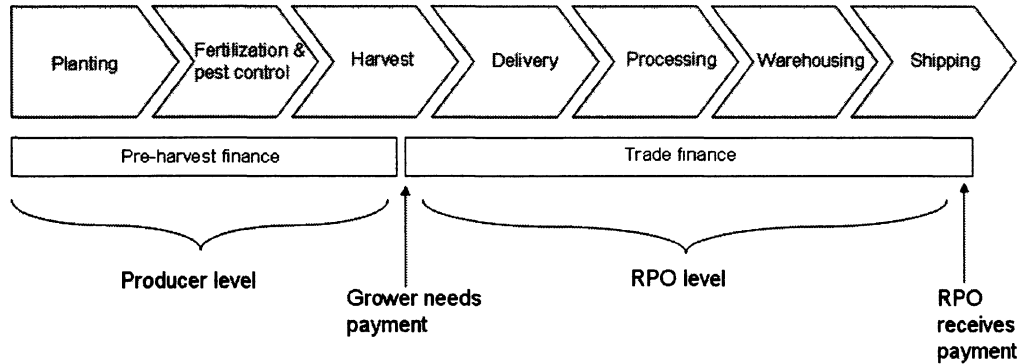 Planting
Fertilization &
pest control
Harvest
Delivery
Processing
Warehousing
Shipping
Pre-harvest finance
Trade finance
Producer level
RPO level
Grower needs
payment
RPO
receives
payment